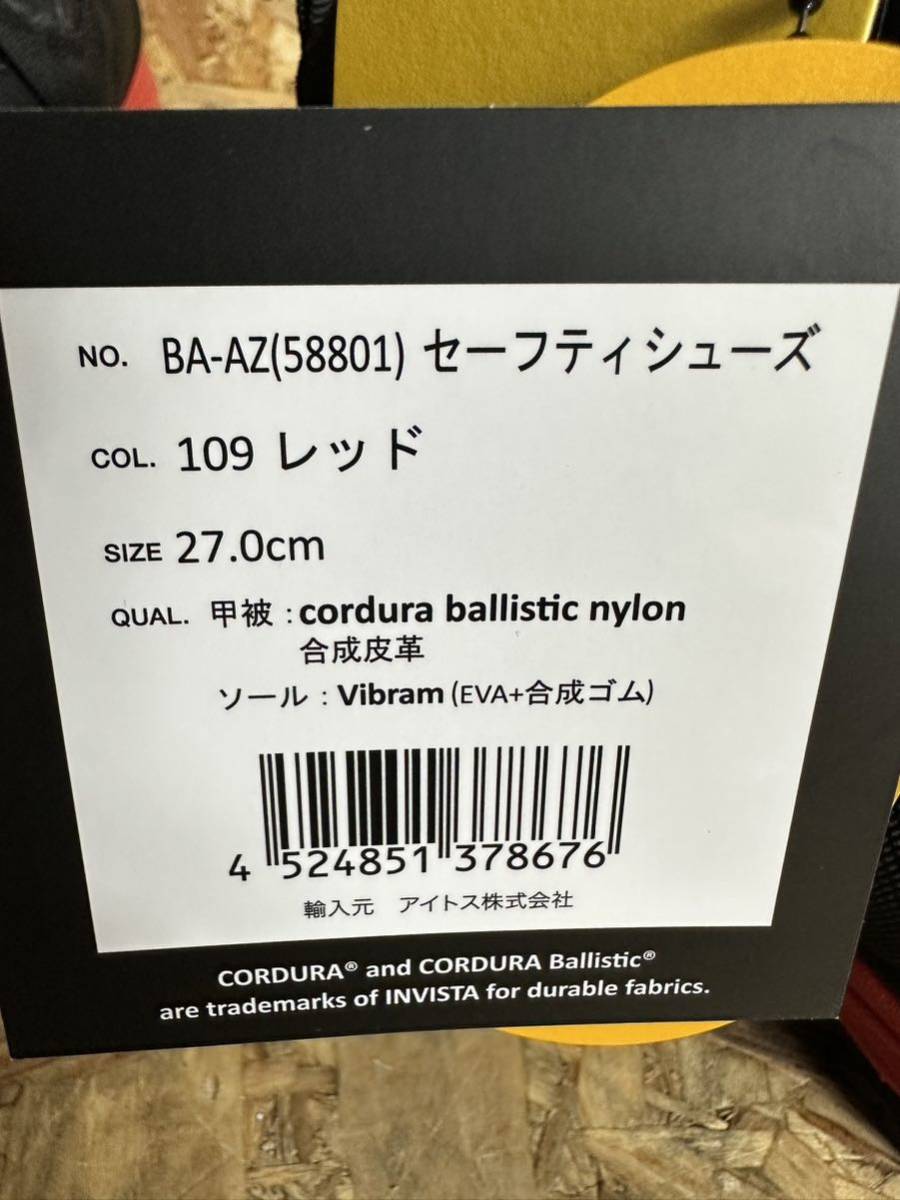 NO. BA-AZ(58801) セーフティシューズ
COL. 109 レッド
SIZE 27.0cm
QUAL. 甲被 : cordura ballistic nylon
合成皮革
ソール : Vibram (EVA+合成ゴム)
4 524851 378676
輸入元 アイトス株式会社
CORDURA® and CORDURA Ballistic®
are trademarks of INVISTA for durable fabrics.